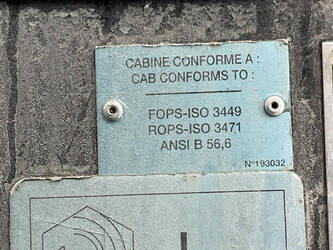 CABINE CONFORME A :
CAB CONFORMS TO :
FOPS-ISO 3449
ROPS-ISO 3471
ANSI B 56,6
N°193032